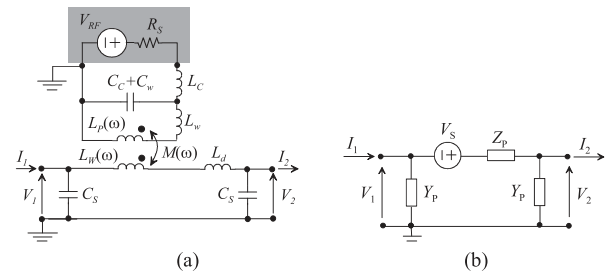 V_RF R_S
C_C+C_w L_C
L_w
L_P(ω)
M(ω)
I_1 L_W(ω) L_d I_2
V_1 C_S C_S V_2
(a)
V_S Z_P
I_1 I_2
V_1 Y_P Y_P V_2
(b)